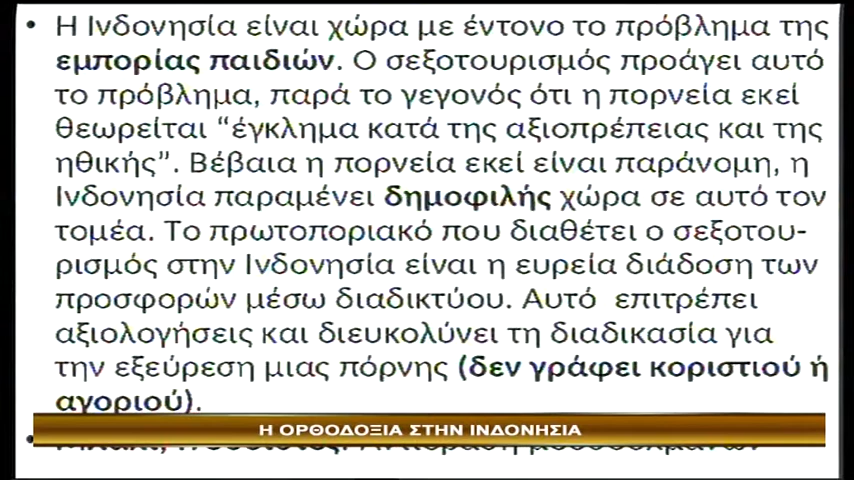 • Η Ινδονησία είναι χώρα με έντονο το πρόβλημα της
εμπορίας παιδιών. Ο σεξοτουρισμός προάγει αυτό
το πρόβλημα, παρά το γεγονός ότι η πορνεία εκεί
θεωρείται “έγκλημα κατά της αξιοπρέπειας και της
ηθικής”. Βέβαια η πορνεία εκεί είναι παράνομη, η
Ινδονησία παραμένει δημοφιλής χώρα σε αυτό τον
τομέα. Το πρωτοποριακό που διαθέτει ο σεξοτου-
ρισμός στην Ινδονησία είναι η ευρεία διάδοση των
προσφορών μέσω διαδικτύου. Αυτό επιτρέπει
αξιολογήσεις και διευκολύνει τη διαδικασία για
την εξεύρεση μιας πόρνης (δεν γράφει κοριστιού ή
αγοριού).
Η ΟΡΘΟΔΟΞΙΑ ΣΤΗΝ ΙΝΔΟΝΗΣΙΑ